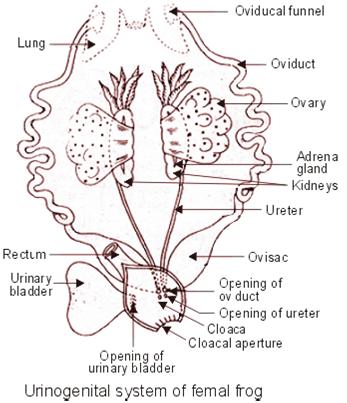 Oviducal funnel
Lung
Oviduct
Ovary
Adrena
gland
Kidneys
Ureter
Rectum
Ovisac
Urinary
bladder
Opening of
ov duct
Opening of ureter
Cloaca
Cloacal aperture
Opening of
urinary bladder
Urinogenital system of femal frog